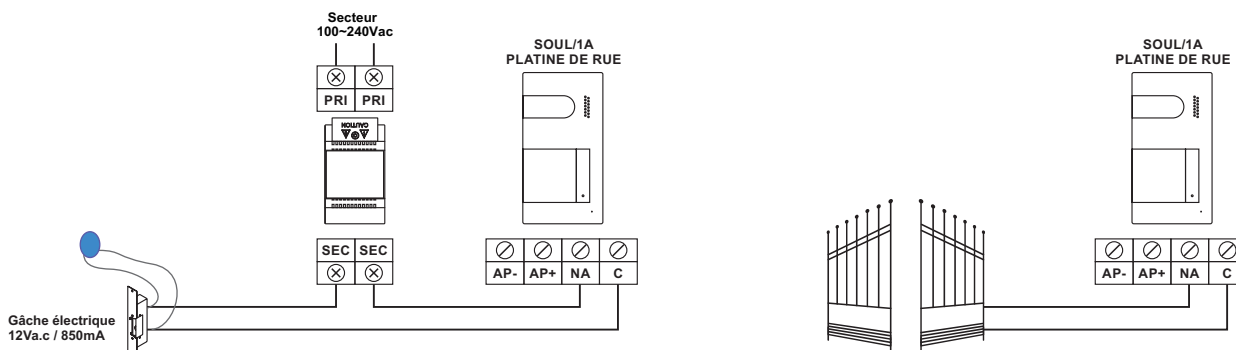 Secteur
100~240Vac
SOUL/1A
PLATINE DE RUE
PRI PRI
CAUTION
SEC SEC
AP- AP+ NA C
Gâche électrique
12Va.c / 850mA
SOUL/1A
PLATINE DE RUE
AP- AP+ NA C